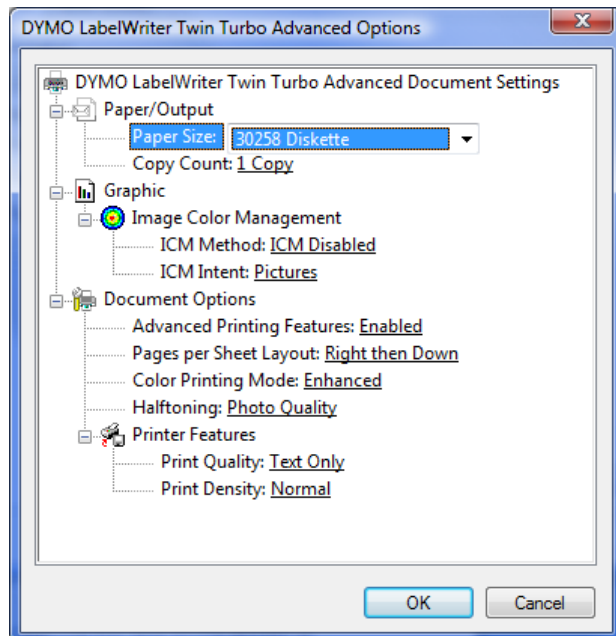 DYMO LabelWriter Twin Turbo Advanced Options
DYMO LabelWriter Twin Turbo Advanced Document Settings
Paper/Output
Paper Size: 30258 Diskette
Copy Count: 1 Copy
Graphic
Image Color Management
ICM Method: ICM Disabled
ICM Intent: Pictures
Document Options
Advanced Printing Features: Enabled
Pages per Sheet Layout: Right then Down
Color Printing Mode: Enhanced
Halftoning: Photo Quality
Printer Features
Print Quality: Text Only
Print Density: Normal
OK Cancel